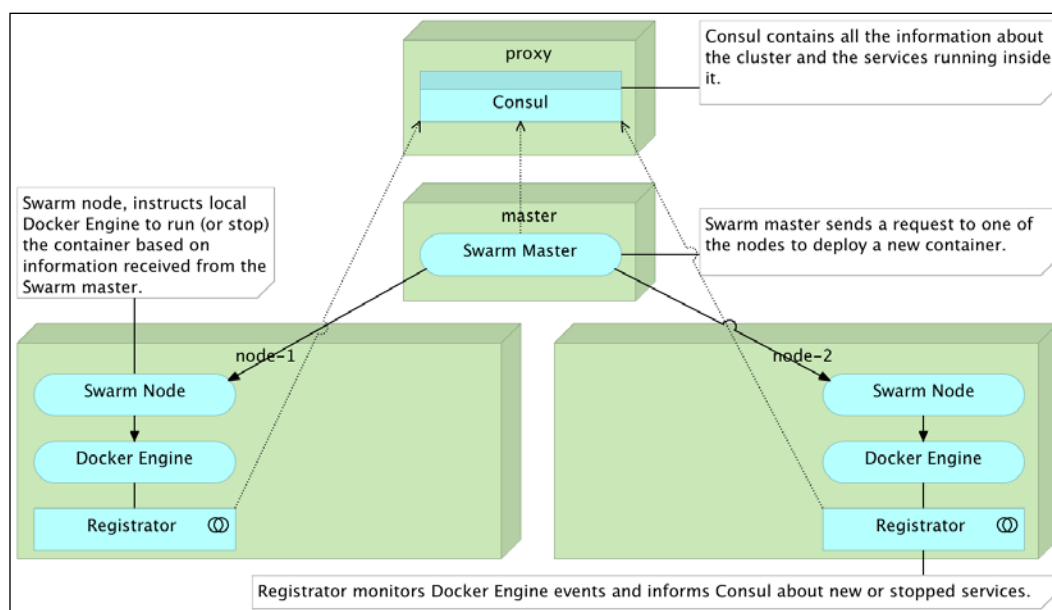 proxy
Consul
Consul contains all the information about
the cluster and the services running inside
it.
Swarm node, instructs local
Docker Engine to run (or stop)
the container based on
information received from the
Swarm master.
master
Swarm Master
Swarm master sends a request to one of
the nodes to deploy a new container.
node-1
Swarm Node
Docker Engine
Registrator
node-2
Swarm Node
Docker Engine
Registrator
Registrator monitors Docker Engine events and informs Consul about new or stopped services.